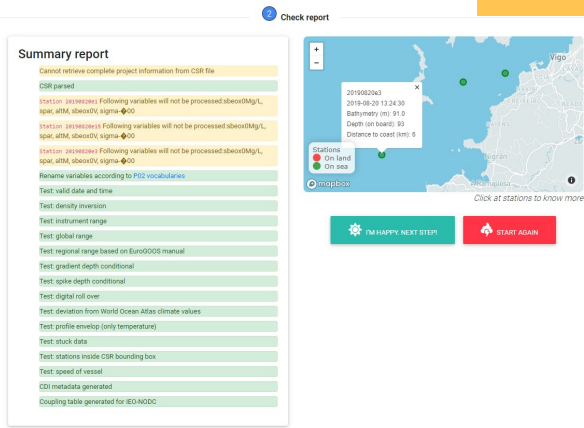 2 Check report
Summary report
Cannot retrieve complete project information from CSR file
CSR parsed
Station 20190820e1 Following variables will not be processed:sbeox0Mg/L,
spar, altM, sbeox0V, sigma-�00
Following variables will not be processed:sbeox0Mg/L,
spar, altM, sbeox0V, sigma-�00
Station 20190820e3 Following variables will not be processed:sbeox0Mg/L,
spar, altM, sbeox0V, sigma-�00
Rename variables according to P02 vocabularies
Test: valid date and time
Test: density inversion
Test: instrument range
Test: global range
Test: regional range based on EuroGOOS manual
Test: gradient depth conditional
Test: spike depth conditional
Test: digital roll over
Test: deviation from World Ocean Atlas climate values
Test: profile envelop (only temperature)
Test: stuck data
Test: stations inside CSR bounding box
Test: speed of vessel
CDI metadata generated
Coupling table generated for IEO-NODC
+
−
Vigo
20190820e3
×
2019-08-20 13:24:30
Bathymetry (m): 91.0
Depth (on board): 93
Distance to coast (km): 6
Stations
On land
On sea
mapbox
Click at stations to know more
I'M HAPPY. NEXT STEP!
START AGAIN